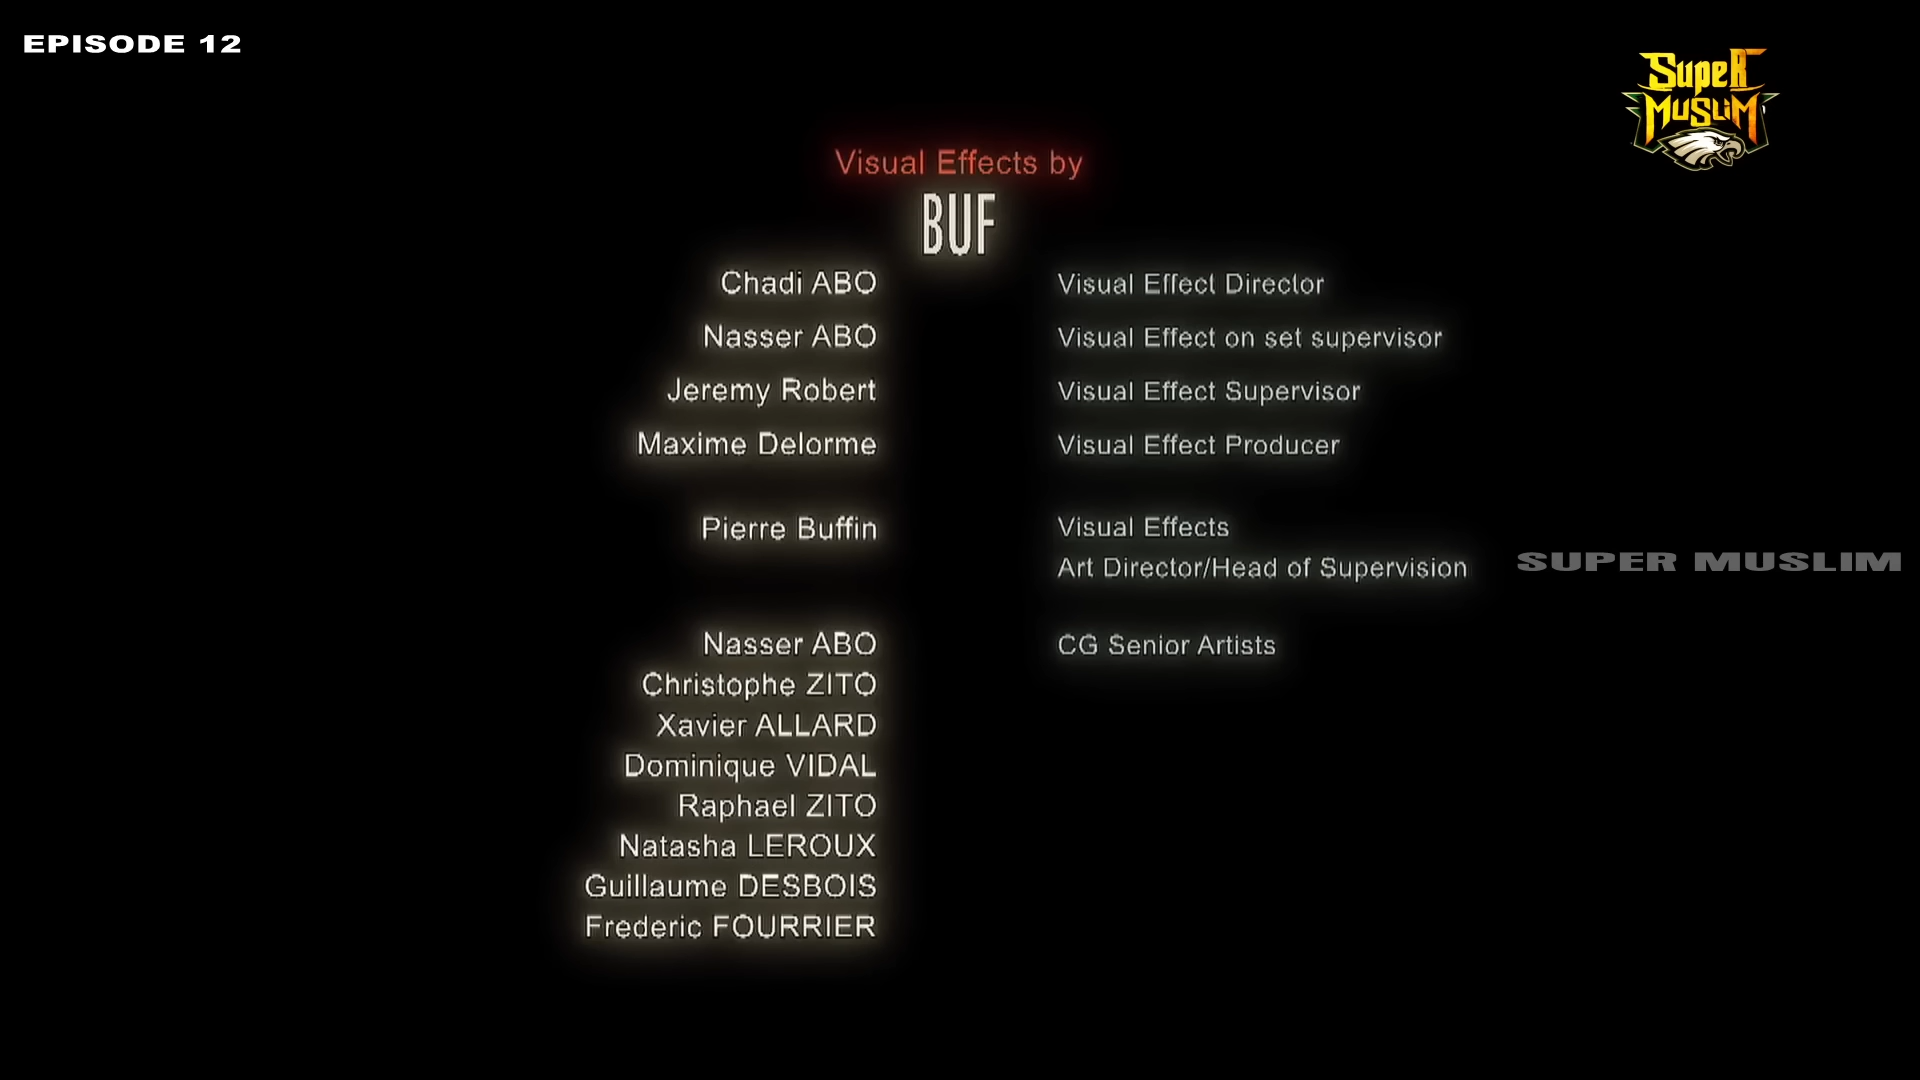 EPISODE 12
SUPER
MUSLIM
Visual Effects by
BUF
Chadi ABO Visual Effect Director
Nasser ABO Visual Effect on set supervisor
Jeremy Robert Visual Effect Supervisor
Maxime Delorme Visual Effect Producer
Pierre Buffin Visual Effects
Art Director/Head of Supervision
SUPER MUSLIM
Nasser ABO CG Senior Artists
Christophe ZITO
Xavier ALLARD
Dominique VIDAL
Raphael ZITO
Natasha LEROUX
Guillaume DESBOIS
Frederic FOURRIER